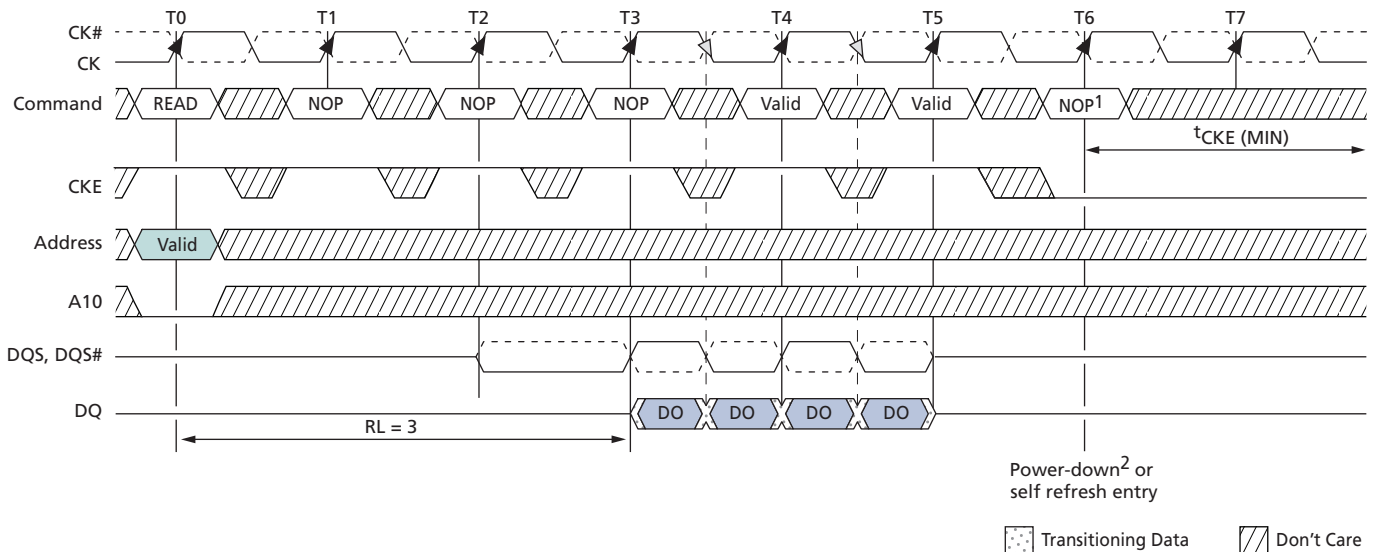 T0 T1 T2 T3 T4 T5 T6 T7
CK#
CK
Command READ NOP NOP NOP Valid Valid NOP1
tCKE (MIN)
CKE
Address Valid
A10
DQS, DQS#
DQ DO DO DO DO
RL = 3
Power-down2 or
self refresh entry
Transitioning Data Don't Care